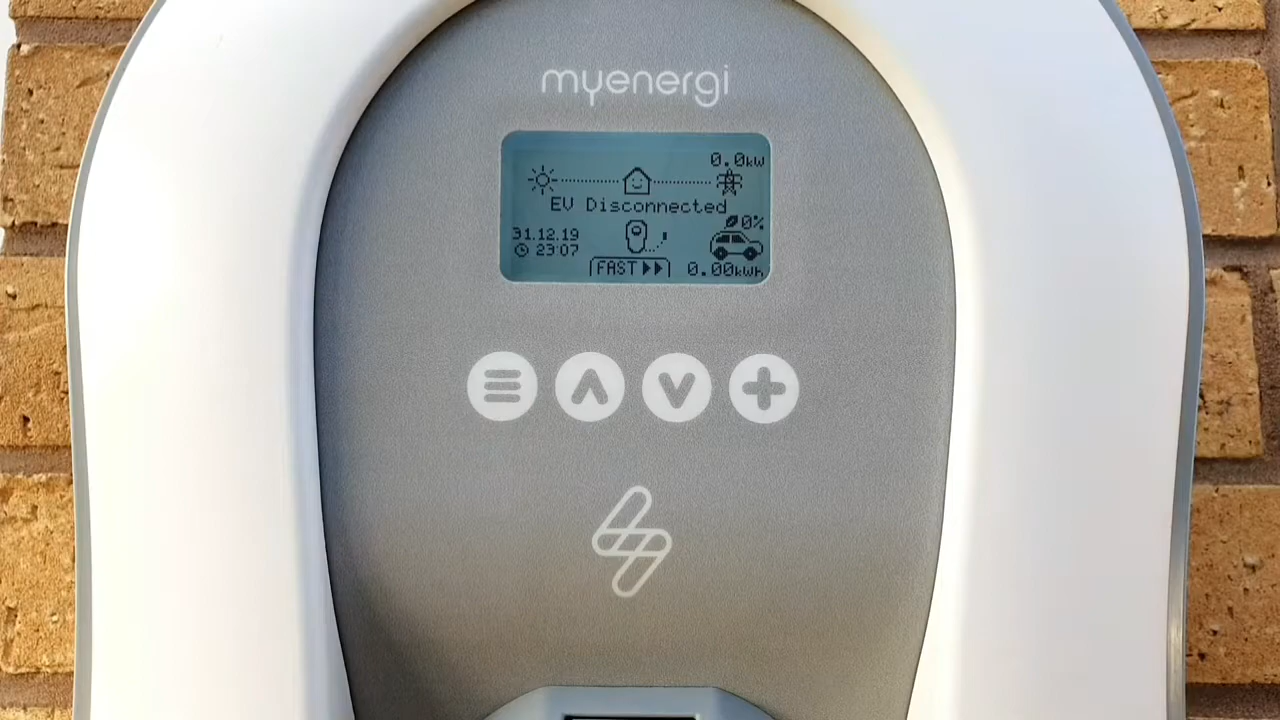 myenergi
0.0kW
EV Disconnected
0%
31.12.19
23:07
FAST
0.00kWh